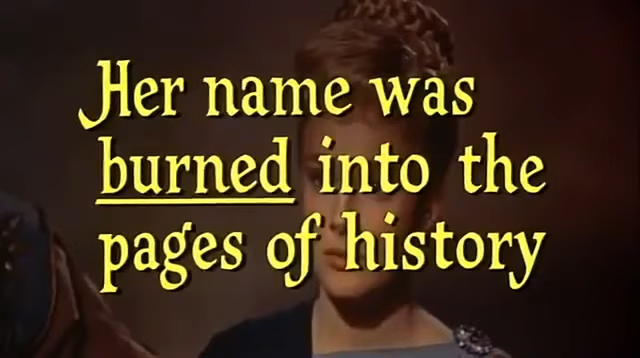 Her name was
burned into the
pages of history